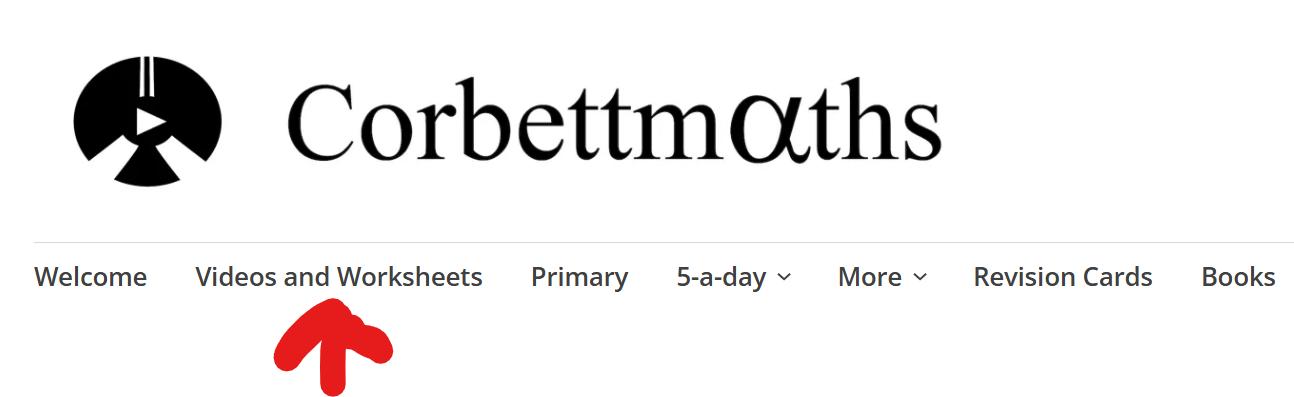 Corbettmαths
Welcome Videos and Worksheets Primary 5-a-day More Revision Cards Books